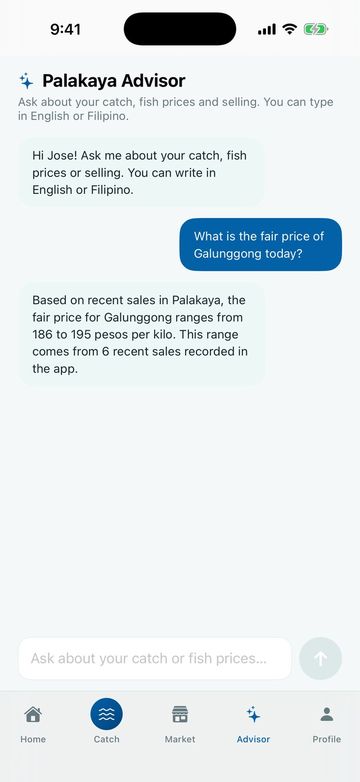 9:41
Palakaya Advisor
Ask about your catch, fish prices and selling. You can type
in English or Filipino.
Hi Jose! Ask me about your catch, fish
prices or selling. You can write in
English or Filipino.
What is the fair price of
Galunggong today?
Based on recent sales in Palakaya, the
fair price for Galunggong ranges from
186 to 195 pesos per kilo. This range
comes from 6 recent sales recorded in
the app.
Ask about your catch or fish prices...
Home Catch Market Advisor Profile